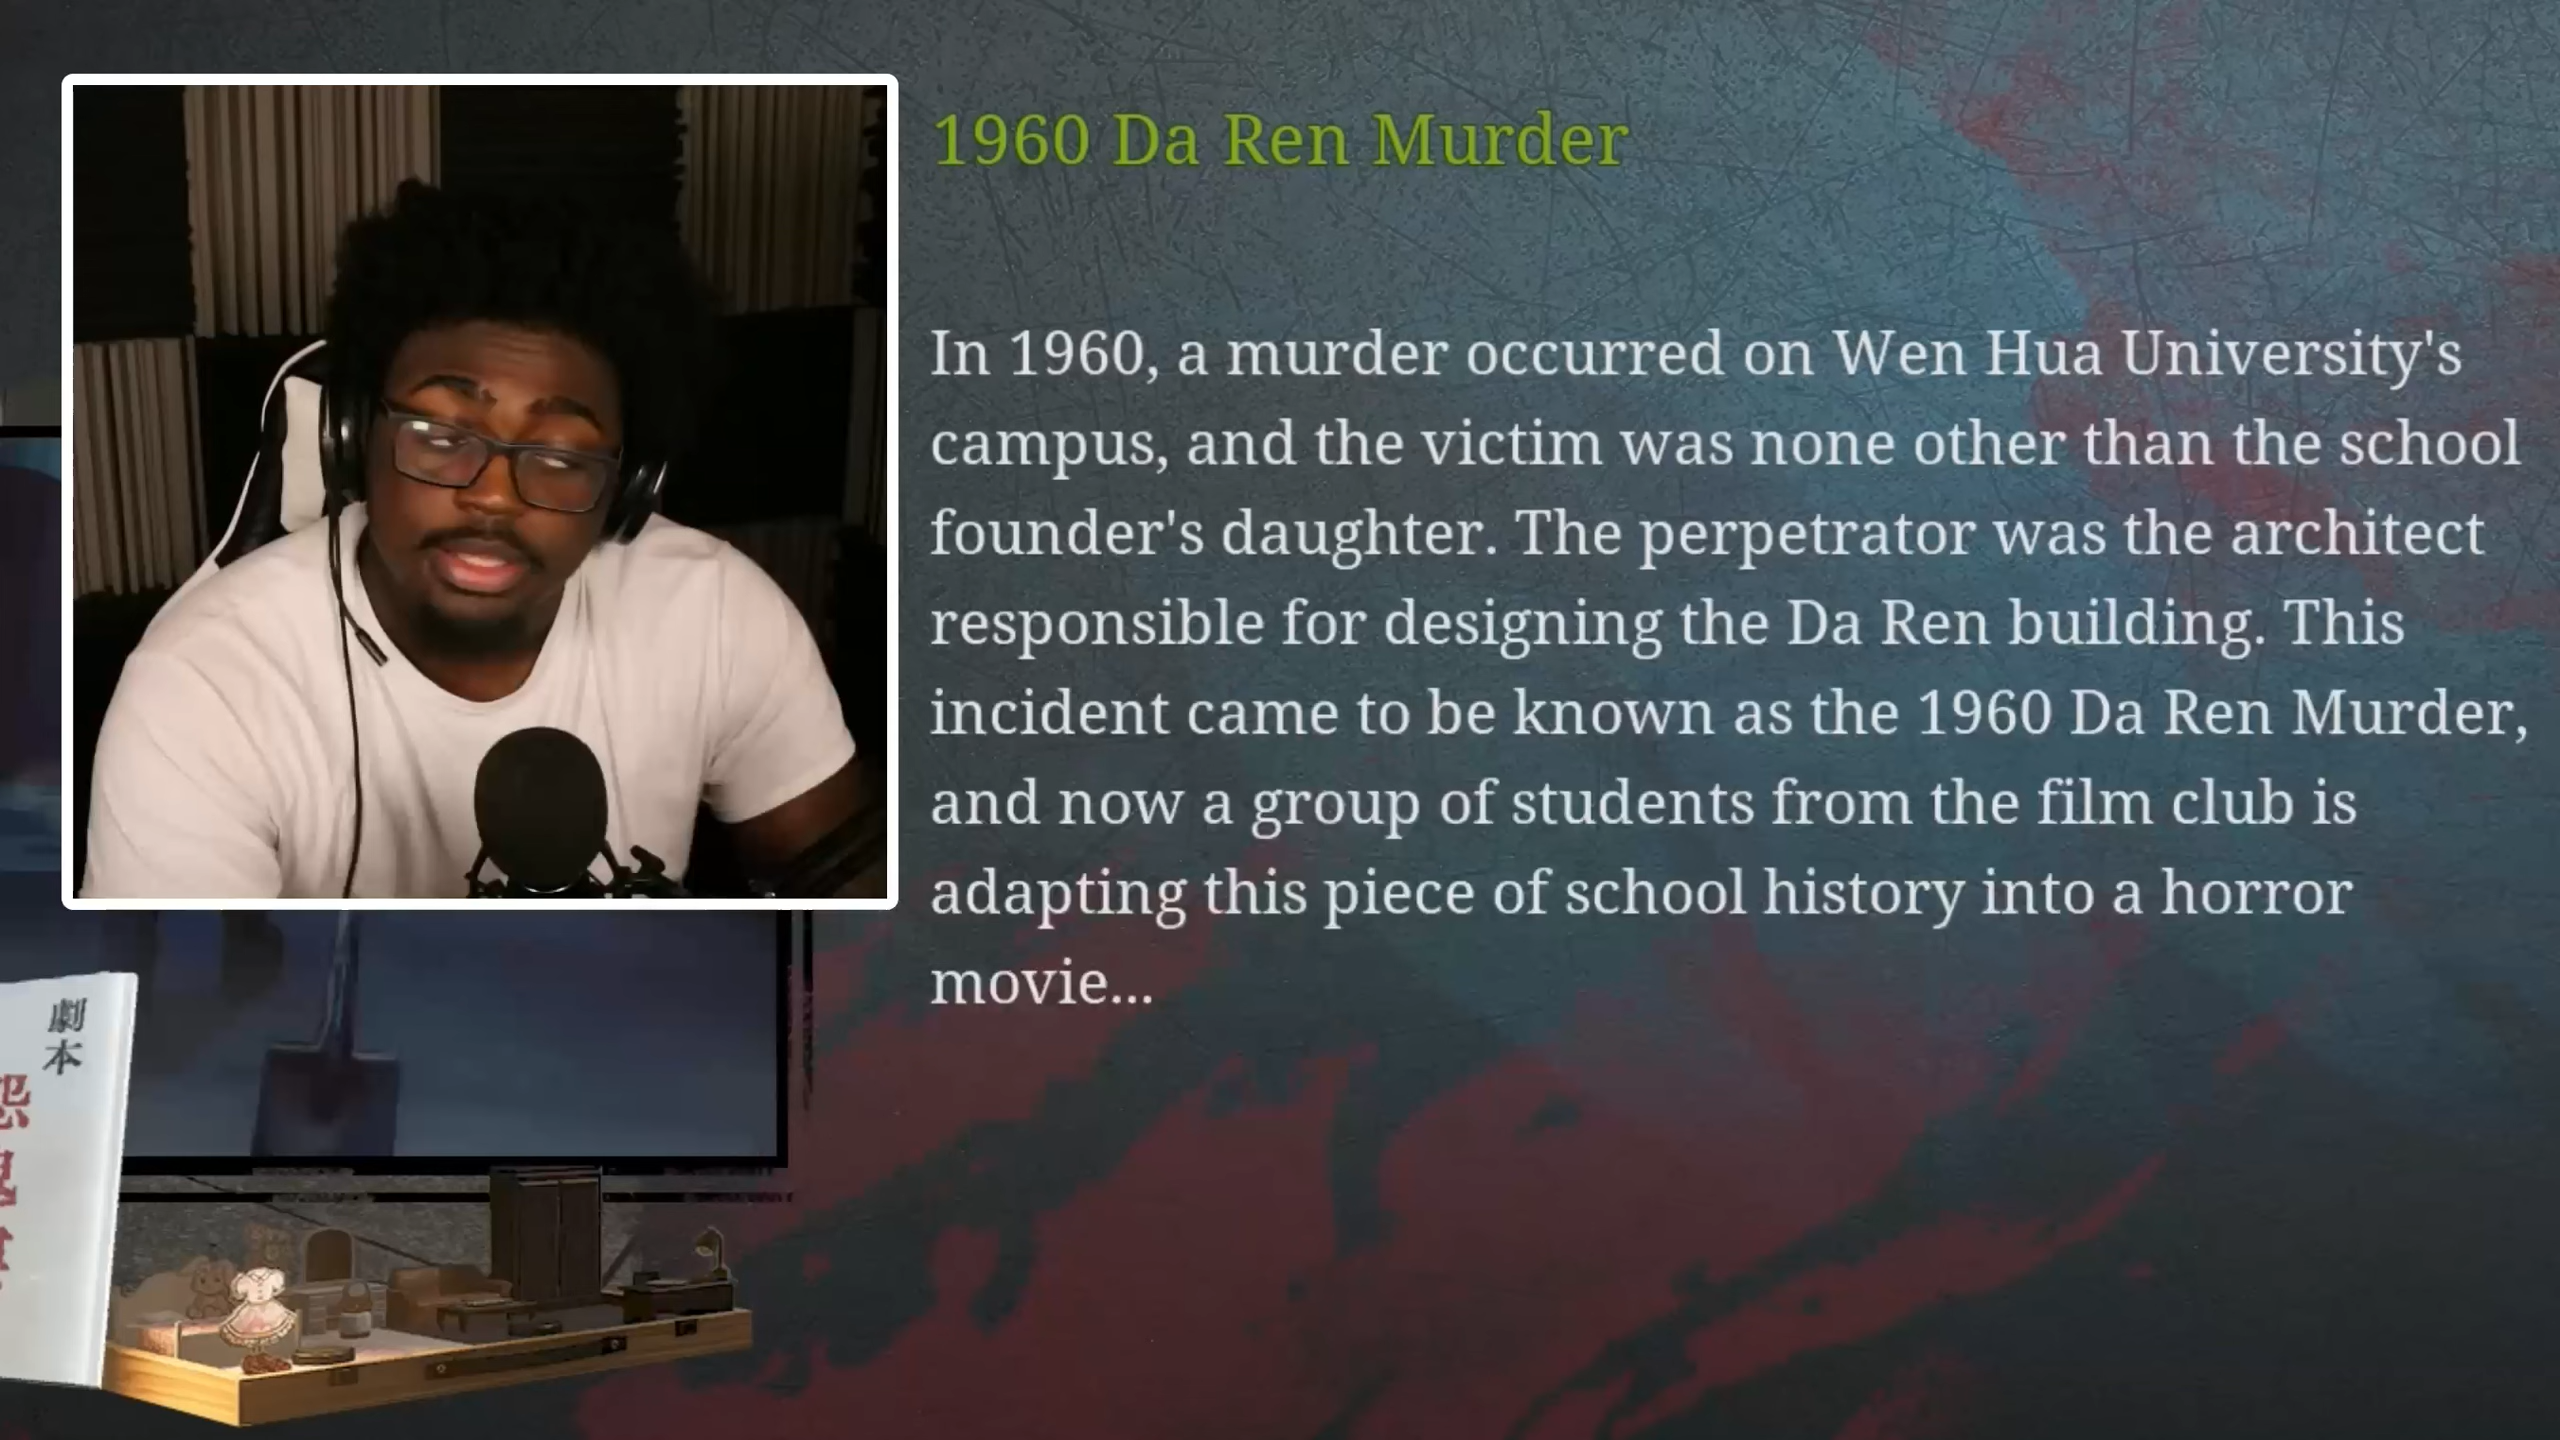 1960 Da Ren Murder
In 1960, a murder occurred on Wen Hua University's
campus, and the victim was none other than the school
founder's daughter. The perpetrator was the architect
responsible for designing the Da Ren building. This
incident came to be known as the 1960 Da Ren Murder,
and now a group of students from the film club is
adapting this piece of school history into a horror
movie...
劇本